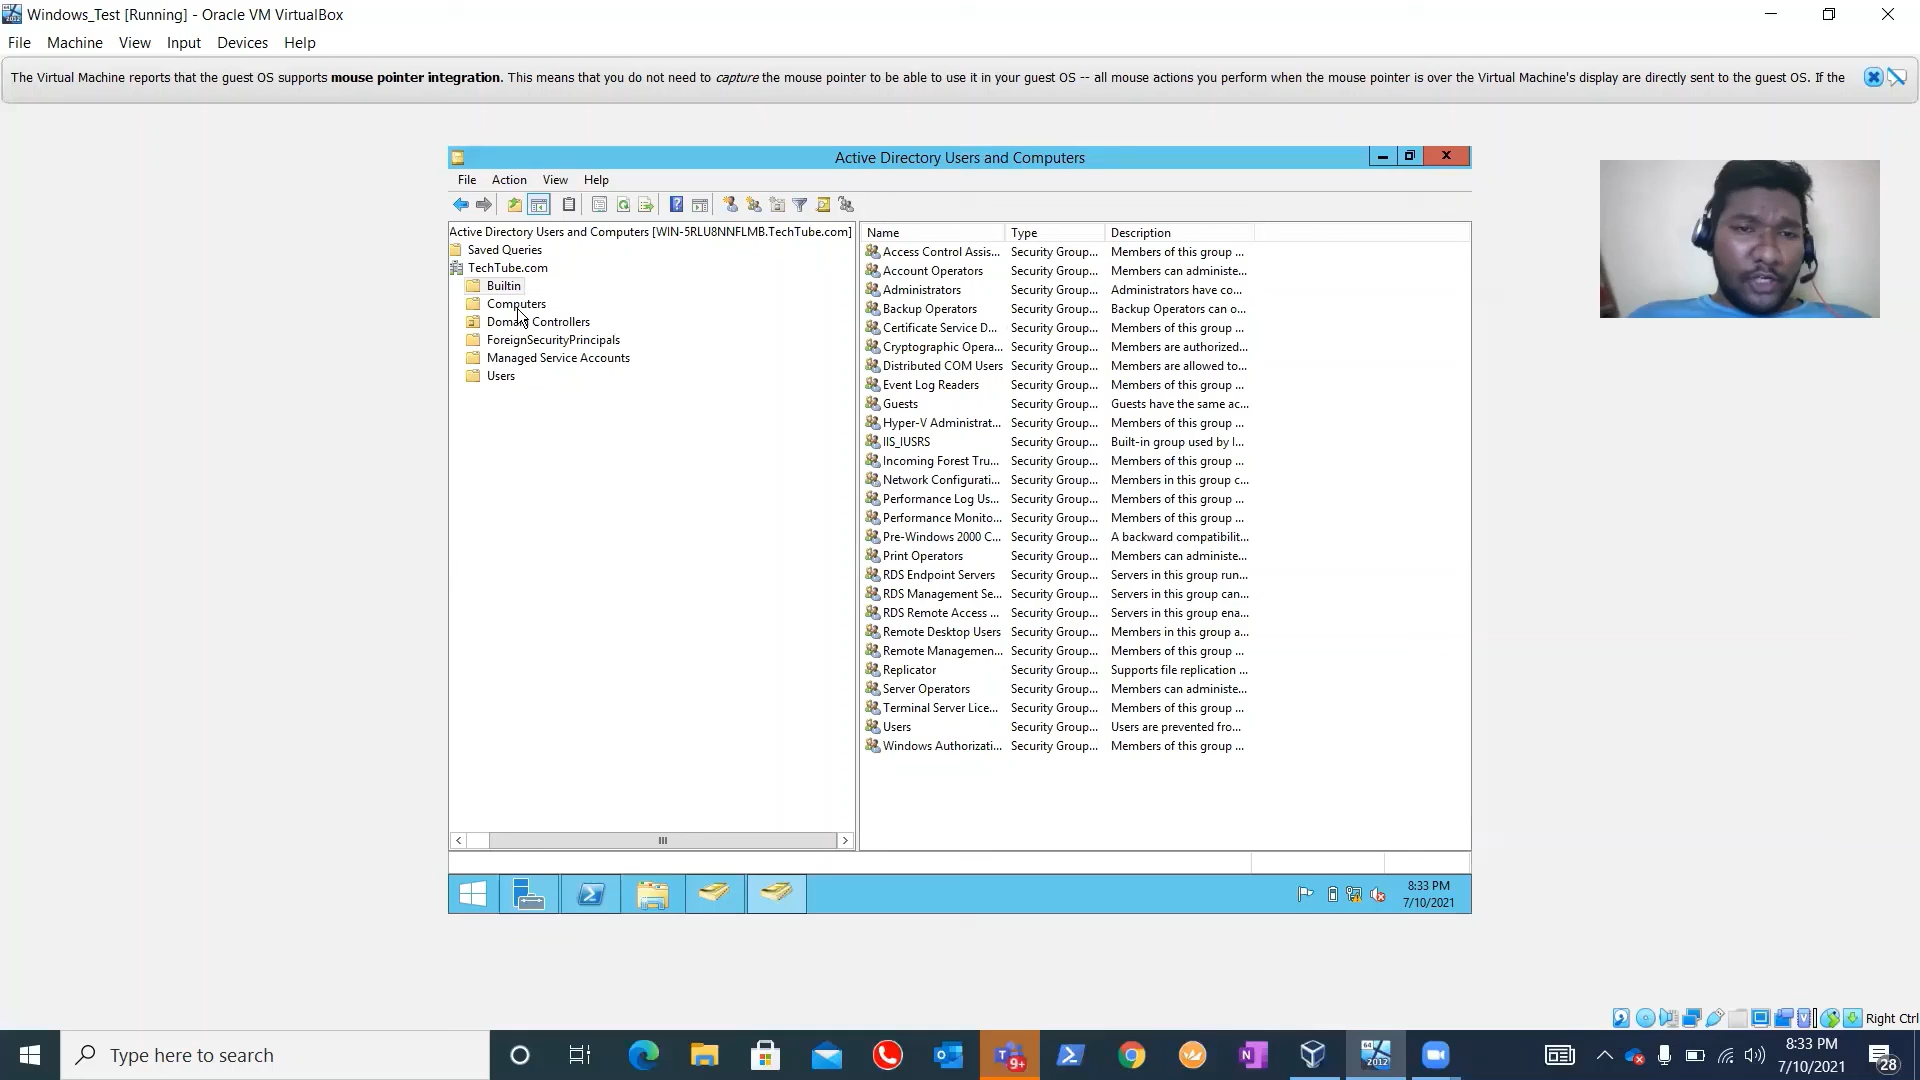 Windows_Test [Running] - Oracle VM VirtualBox
File Machine View Input Devices Help
The Virtual Machine reports that the guest OS supports mouse pointer integration. This means that you do not need to capture the mouse pointer to be able to use it in your guest OS -- all mouse actions you perform when the mouse pointer is over the Virtual Machine's display are directly sent to the guest OS. If the
Active Directory Users and Computers
File Action View Help
Active Directory Users and Computers [WIN-5RLU8NNFLMB.TechTube.com]
Saved Queries
TechTube.com
Builtin
Computers
Domain Controllers
ForeignSecurityPrincipals
Managed Service Accounts
Users
Name Type Description
Access Control Assis... Security Group... Members of this group ...
Account Operators Security Group... Members can administe...
Administrators Security Group... Administrators have co...
Backup Operators Security Group... Backup Operators can o...
Certificate Service D... Security Group... Members of this group ...
Cryptographic Opera... Security Group... Members are authorized...
Distributed COM Users Security Group... Members are allowed to...
Event Log Readers Security Group... Members of this group ...
Guests Security Group... Guests have the same ac...
Hyper-V Administrat... Security Group... Members of this group ...
IIS_IUSRS Security Group... Built-in group used by I...
Incoming Forest Tru... Security Group... Members of this group ...
Network Configurati... Security Group... Members in this group c...
Performance Log Us... Security Group... Members of this group ...
Performance Monito... Security Group... Members of this group ...
Pre-Windows 2000 C... Security Group... A backward compatibilit...
Print Operators Security Group... Members can administe...
RDS Endpoint Servers Security Group... Servers in this group run...
RDS Management Se... Security Group... Servers in this group can...
RDS Remote Access ... Security Group... Servers in this group ena...
Remote Desktop Users Security Group... Members in this group a...
Remote Managemen... Security Group... Members of this group ...
Replicator Security Group... Supports file replication ...
Server Operators Security Group... Members can administe...
Terminal Server Lice... Security Group... Members of this group ...
Users Security Group... Users are prevented fro...
Windows Authorizati... Security Group... Members of this group ...
8:33 PM
7/10/2021
Right Ctrl
Type here to search
9+
64
2012
8:33 PM
7/10/2021
28